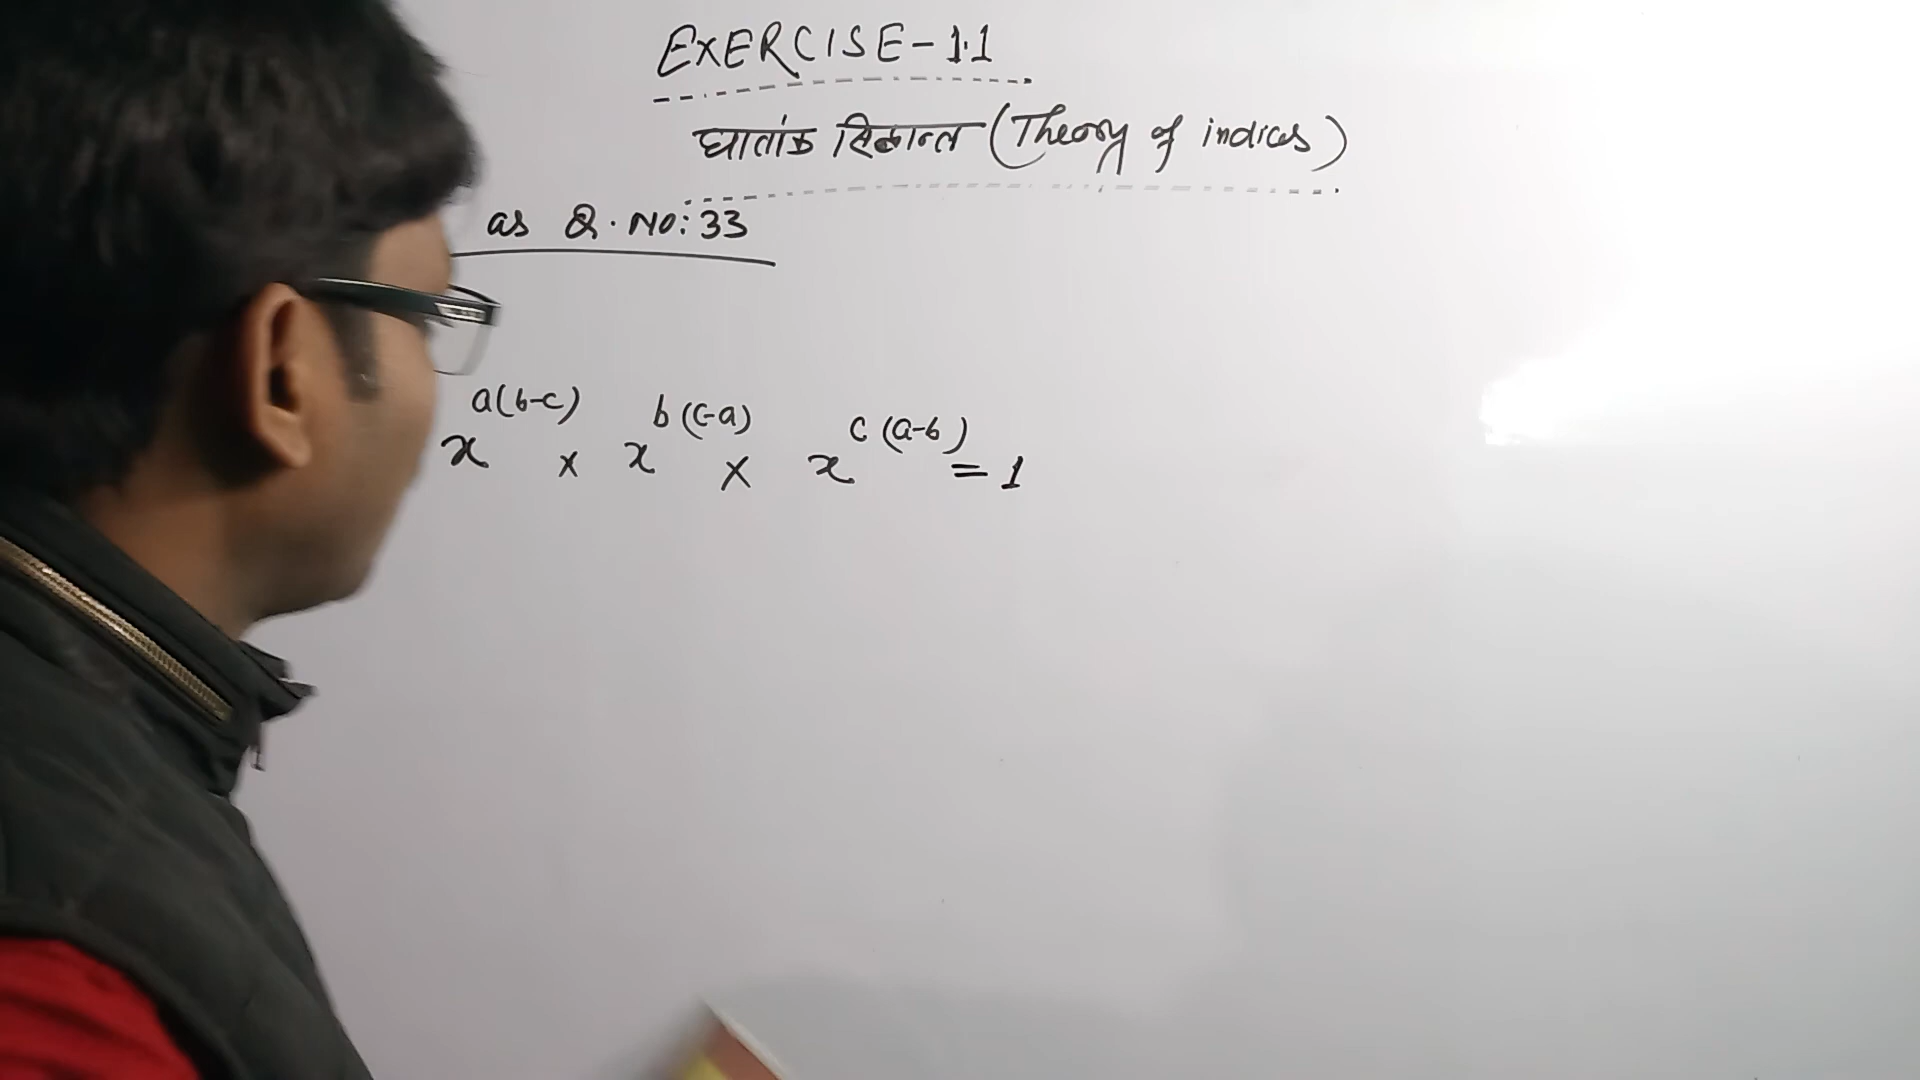 EXERCISE-1.1
घातांक सिद्धान्त (Theory of indices)
as Q. No: 33
x^{a(b-c)} × x^{b(c-a)} × x^{c(a-b)} = 1